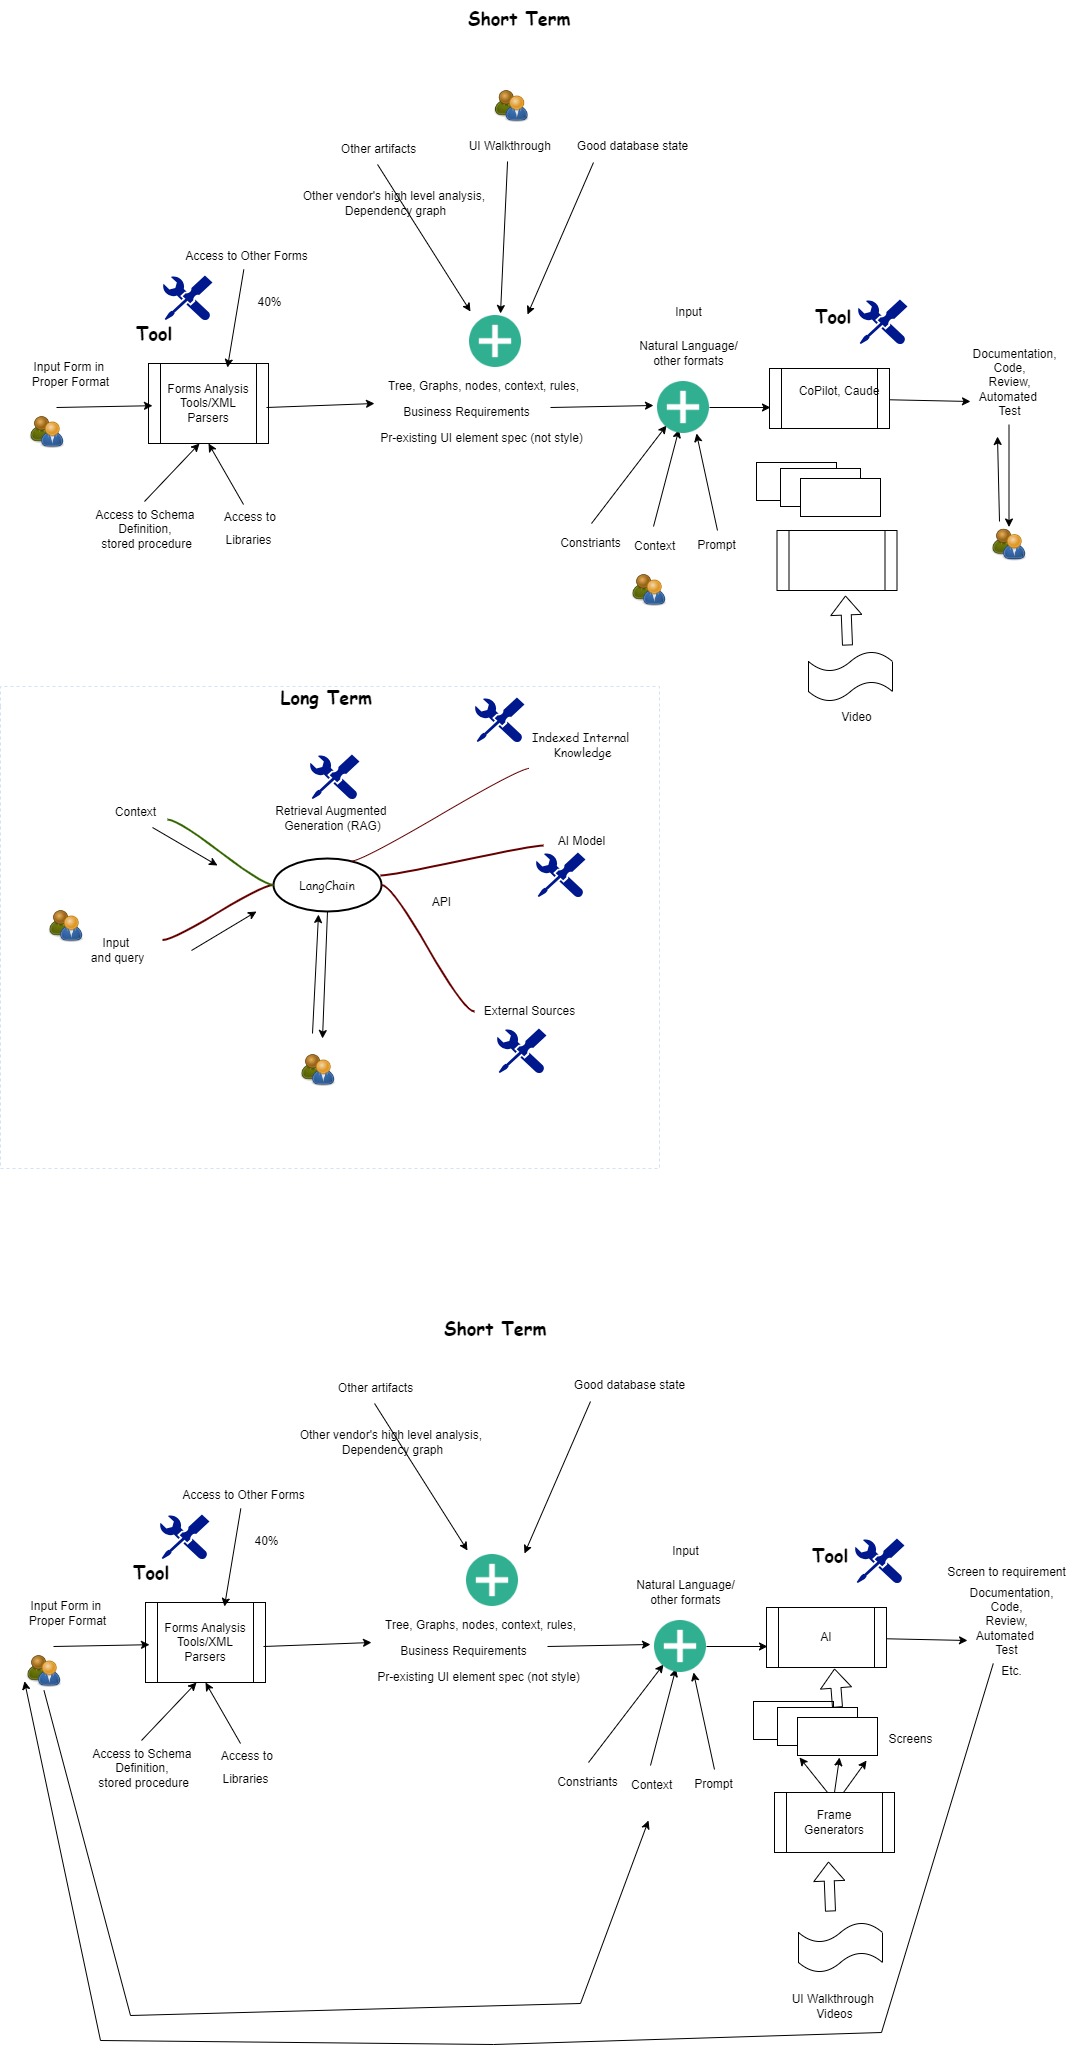 Short Term
Other artifacts
UI Walkthrough
Good database state
Other vendor's high level analysis,
Dependency graph
Access to Other Forms
40%
Tool
Input Form in
Proper Format
Forms Analysis
Tools/XML
Parsers
Access to Schema
Definition,
stored procedure
Access to
Libraries
Tree, Graphs, nodes, context, rules,
Business Requirements
Pr-existing UI element spec (not style)
Input
Natural Language/
other formats
Constriants
Context
Prompt
Tool
CoPilot, Caude
Documentation,
Code,
Review,
Automated
Test
Video
Long Term
Indexed Internal
Knowledge
Retrieval Augmented
Generation (RAG)
Context
AI Model
LangChain
API
Input
and query
External Sources
Short Term
Other artifacts
Good database state
Other vendor's high level analysis,
Dependency graph
Access to Other Forms
40%
Tool
Input Form in
Proper Format
Forms Analysis
Tools/XML
Parsers
Access to Schema
Definition,
stored procedure
Access to
Libraries
Tree, Graphs, nodes, context, rules,
Business Requirements
Pr-existing UI element spec (not style)
Input
Natural Language/
other formats
Constriants
Context
Prompt
Tool
AI
Screen to requirement
Documentation,
Code,
Review,
Automated
Test
Etc.
Screens
Frame
Generators
UI Walkthrough
Videos